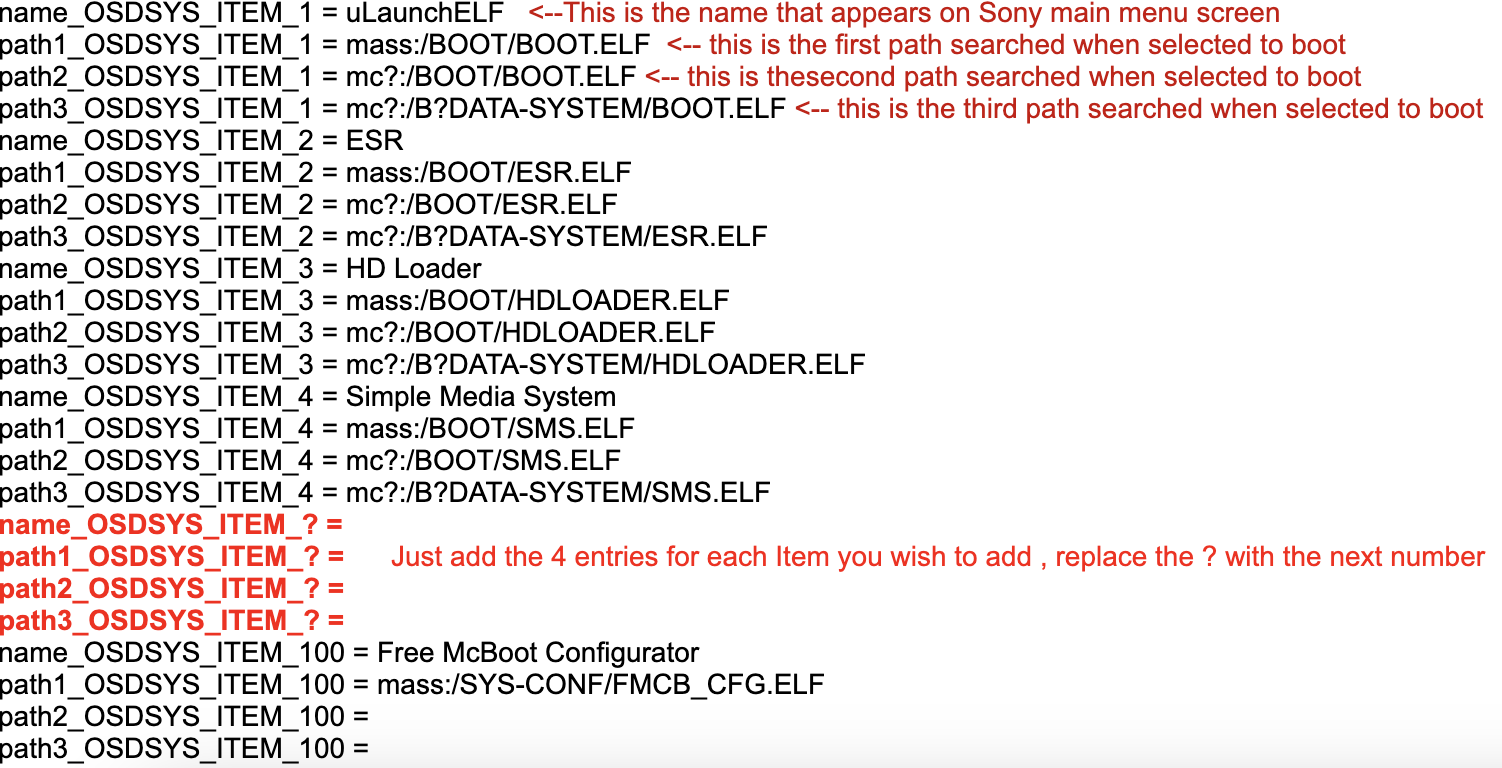 name_OSDSYS_ITEM_1 = uLaunchELF <--This is the name that appears on Sony main menu screen
path1_OSDSYS_ITEM_1 = mass:/BOOT/BOOT.ELF <-- this is the first path searched when selected to boot
path2_OSDSYS_ITEM_1 = mc?:/BOOT/BOOT.ELF <-- this is thesecond path searched when selected to boot
path3_OSDSYS_ITEM_1 = mc?:/B?DATA-SYSTEM/BOOT.ELF <-- this is the third path searched when selected to boot
name_OSDSYS_ITEM_2 = ESR
path1_OSDSYS_ITEM_2 = mass:/BOOT/ESR.ELF
path2_OSDSYS_ITEM_2 = mc?:/BOOT/ESR.ELF
path3_OSDSYS_ITEM_2 = mc?:/B?DATA-SYSTEM/ESR.ELF
name_OSDSYS_ITEM_3 = HD Loader
path1_OSDSYS_ITEM_3 = mass:/BOOT/HDLOADER.ELF
path2_OSDSYS_ITEM_3 = mc?:/BOOT/HDLOADER.ELF
path3_OSDSYS_ITEM_3 = mc?:/B?DATA-SYSTEM/HDLOADER.ELF
name_OSDSYS_ITEM_4 = Simple Media System
path1_OSDSYS_ITEM_4 = mass:/BOOT/SMS.ELF
path2_OSDSYS_ITEM_4 = mc?:/BOOT/SMS.ELF
path3_OSDSYS_ITEM_4 = mc?:/B?DATA-SYSTEM/SMS.ELF
name_OSDSYS_ITEM_? =
path1_OSDSYS_ITEM_? = Just add the 4 entries for each Item you wish to add , replace the ? with the next number
path2_OSDSYS_ITEM_? =
path3_OSDSYS_ITEM_? =
name_OSDSYS_ITEM_100 = Free McBoot Configurator
path1_OSDSYS_ITEM_100 = mass:/SYS-CONF/FMCB_CFG.ELF
path2_OSDSYS_ITEM_100 =
path3_OSDSYS_ITEM_100 =